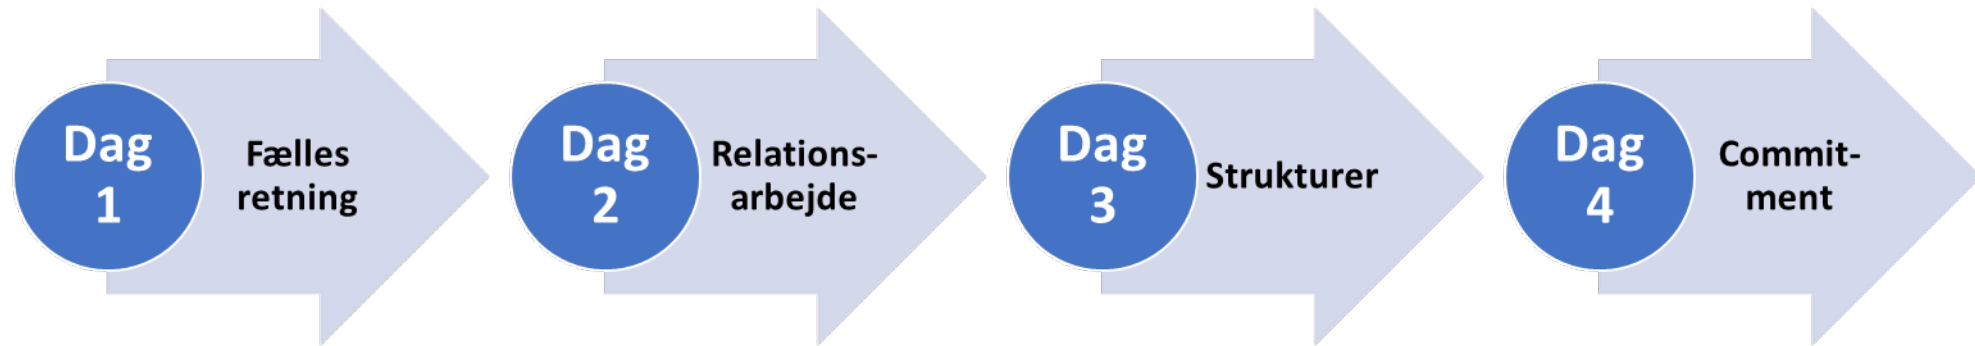 Dag
1
Fælles
retning
Dag
2
Relations-
arbejde
Dag
3
Strukturer
Dag
4
Commit-
ment